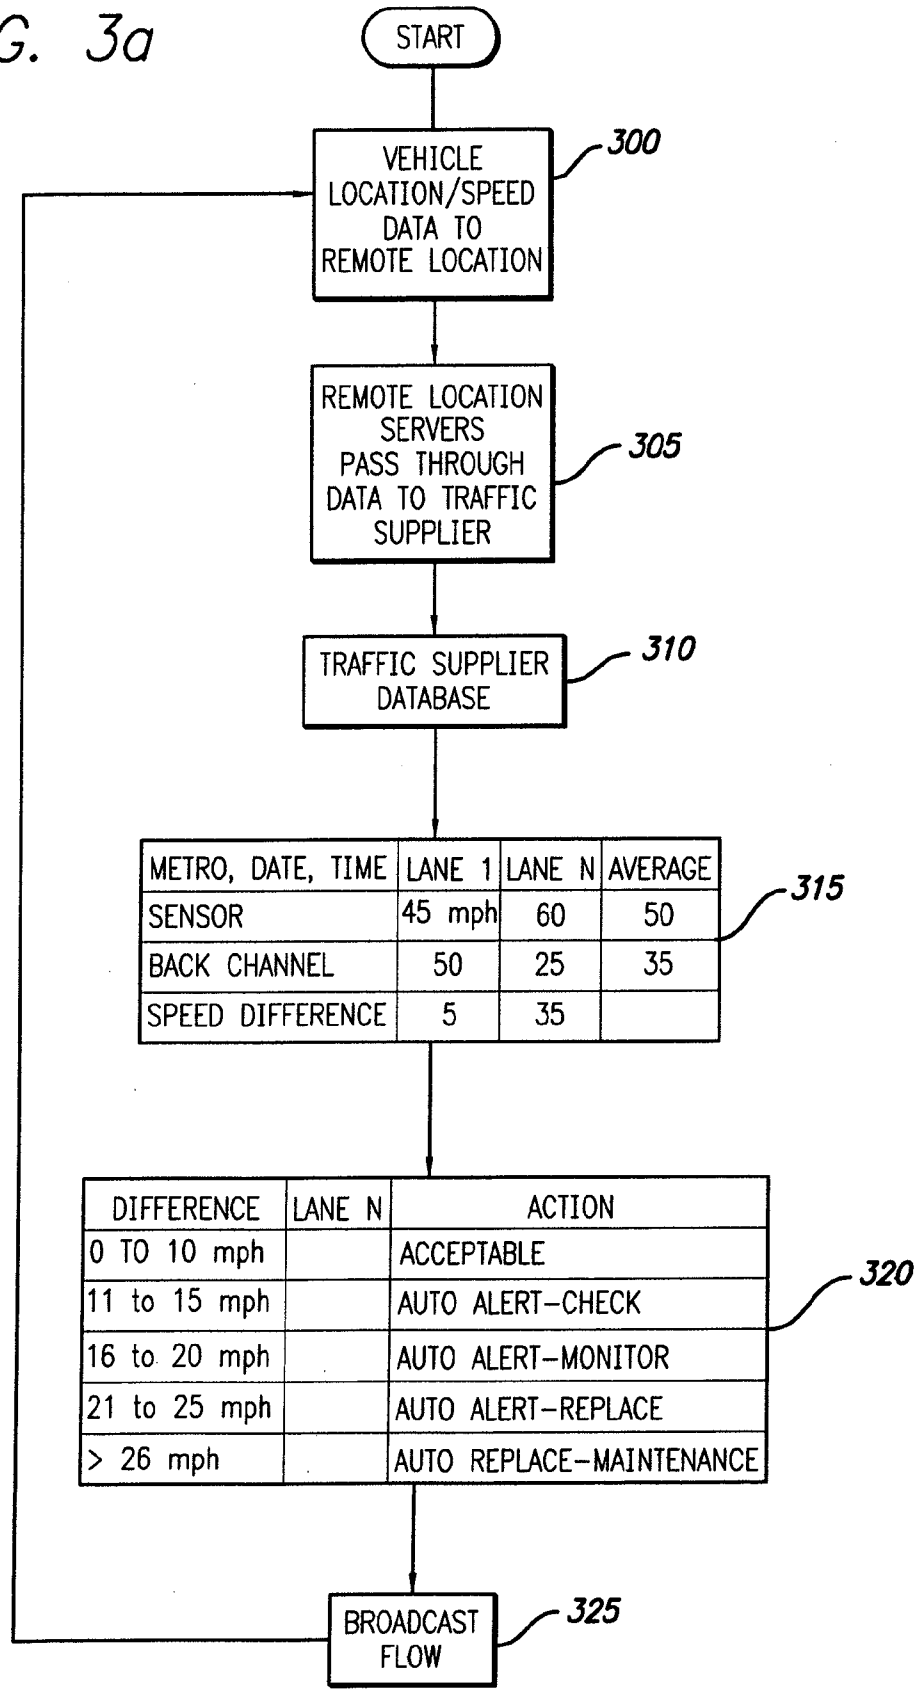 G. 3a
START
VEHICLE
LOCATION/SPEED
DATA TO
REMOTE LOCATION
300
REMOTE LOCATION
SERVERS
PASS THROUGH
DATA TO TRAFFIC
SUPPLIER
305
TRAFFIC SUPPLIER
DATABASE
310
METRO, DATE, TIME LANE 1 LANE N AVERAGE
SENSOR 45 mph 60 50
BACK CHANNEL 50 25 35
SPEED DIFFERENCE 5 35
315
DIFFERENCE LANE N ACTION
0 TO 10 mph ACCEPTABLE
11 to 15 mph AUTO ALERT-CHECK
16 to 20 mph AUTO ALERT-MONITOR
21 to 25 mph AUTO ALERT-REPLACE
> 26 mph AUTO REPLACE-MAINTENANCE
320
BROADCAST
FLOW
325